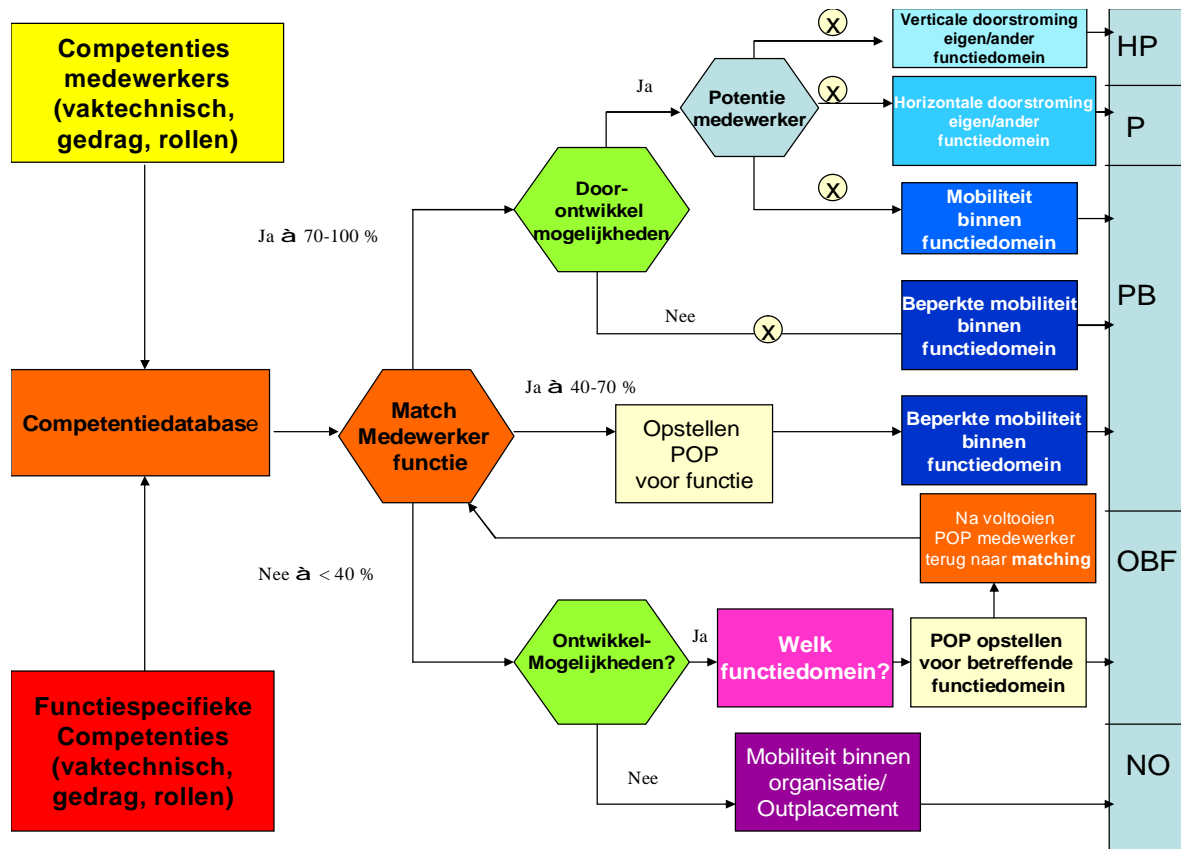 Competenties
medewerkers
(vaktechnisch,
gedrag, rollen)
Competentiedatabase
Functiespecifieke
Competenties
(vaktechnisch,
gedrag, rollen)
Ja à 70-100 %
Match
Medewerker
functie
Nee à < 40 %
Door-
ontwikkel
mogelijkheden
Ja
Potentie
medewerker
X
Verticale doorstroming
eigen/ander
functiedomein
HP
X
Horizontale doorstroming
eigen/ander
functiedomein
P
X
Mobiliteit
binnen
functiedomein
PB
Nee
X
Beperkte mobiliteit
binnen
functiedomein
Ja à 40-70 %
Opstellen
POP
voor functie
Beperkte mobiliteit
binnen
functiedomein
Na voltooien
POP medewerker
terug naar matching
OBF
Ontwikkel-
Mogelijkheden?
Ja
Welk
functiedomein?
POP opstellen
voor betreffende
functiedomein
Nee
Mobiliteit binnen
organisatie/
Outplacement
NO